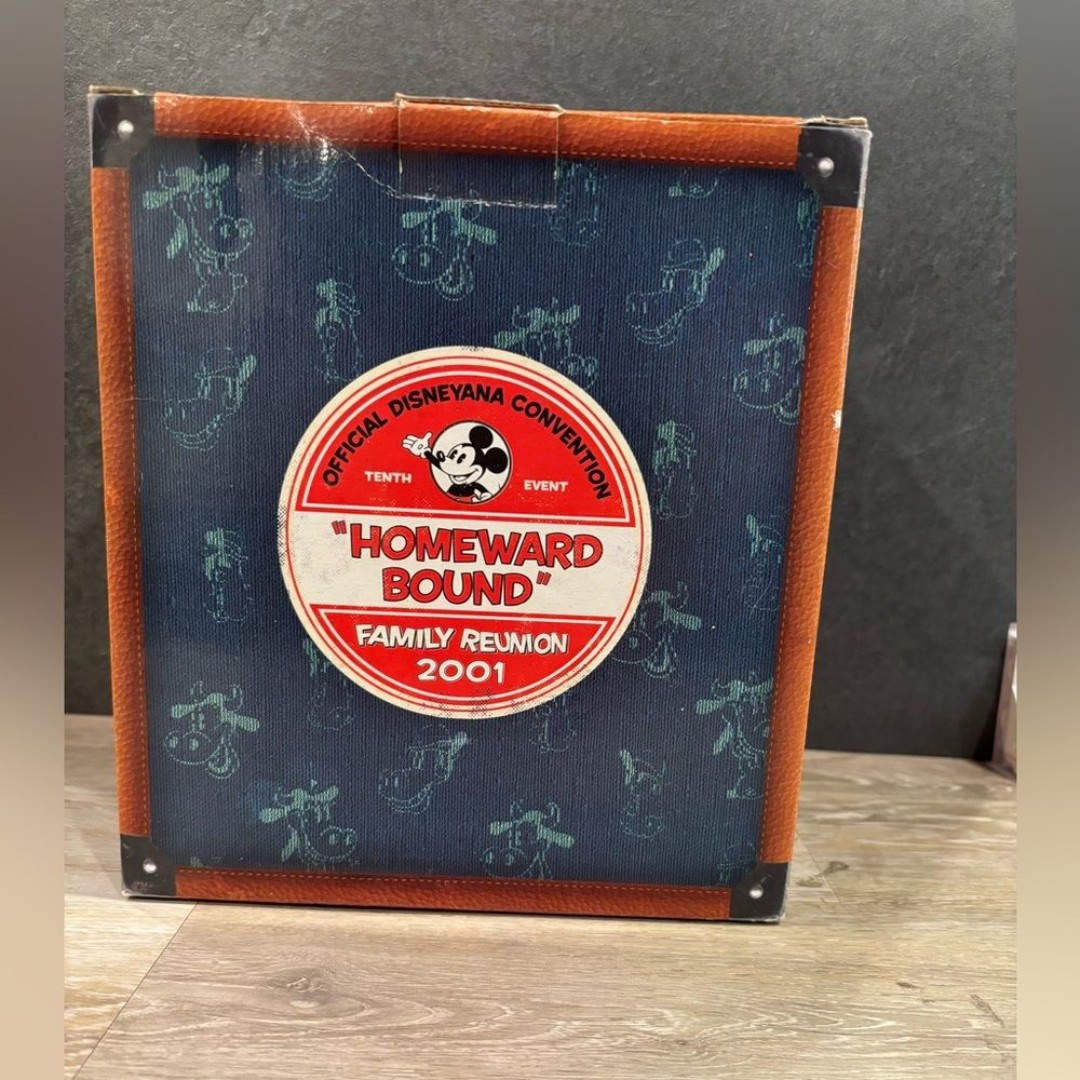 OFFICIAL DISNEYANA CONVENTION
TENTH EVENT
"HOMEWARD
BOUND"
FAMILY REUNION
2001